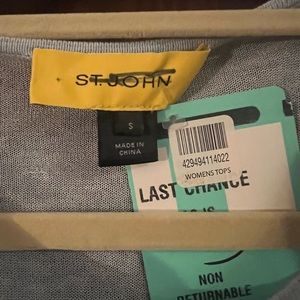 ST. JOHN
S
MADE IN
CHINA
429494114022
WOMENS TOPS
LAST CHANCE
NON
RETURNABLE